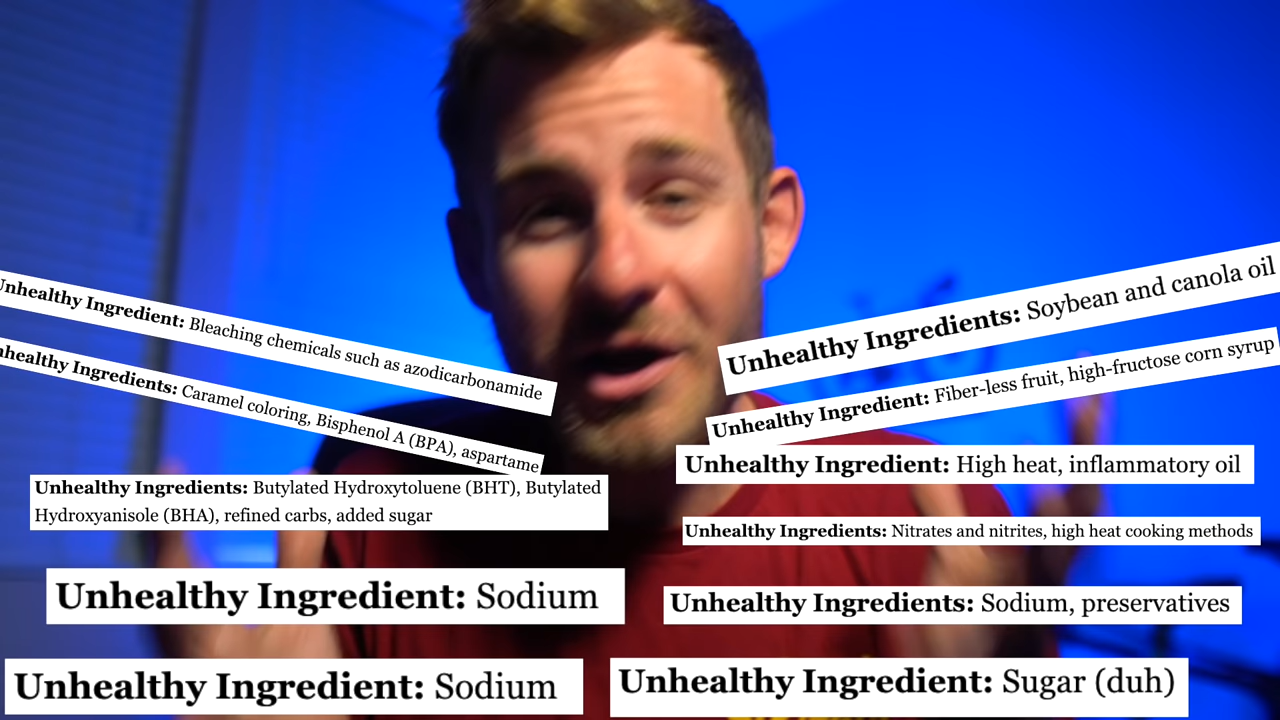 Unhealthy Ingredient: Bleaching chemicals such as azodicarbonamide
Unhealthy Ingredients: Caramel coloring, Bisphenol A (BPA), aspartame
Unhealthy Ingredients: Butylated Hydroxytoluene (BHT), Butylated
Hydroxyanisole (BHA), refined carbs, added sugar
Unhealthy Ingredient: Sodium
Unhealthy Ingredient: Sodium
Unhealthy Ingredients: Soybean and canola oil
Unhealthy Ingredient: Fiber-less fruit, high-fructose corn syrup
Unhealthy Ingredient: High heat, inflammatory oil
Unhealthy Ingredients: Nitrates and nitrites, high heat cooking methods
Unhealthy Ingredients: Sodium, preservatives
Unhealthy Ingredient: Sugar (duh)